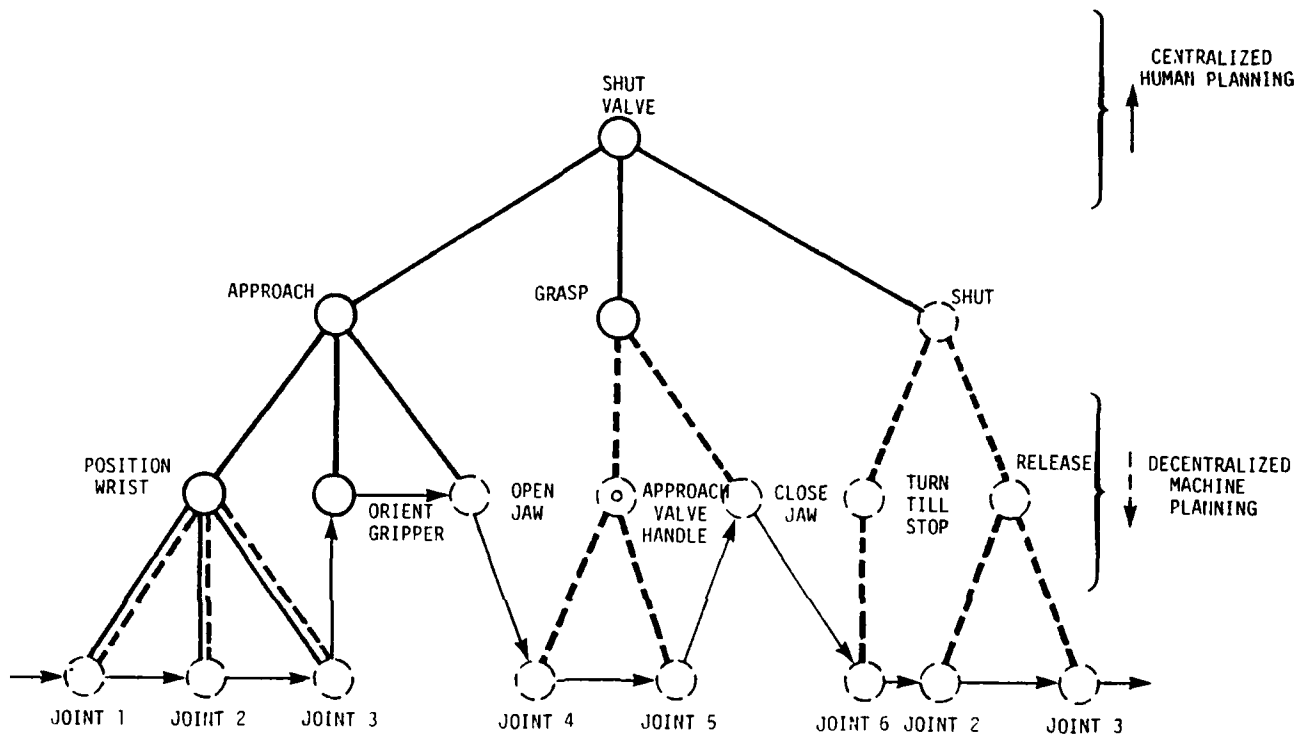 CENTRALIZED
HUMAN PLANNING
SHUT
VALVE
APPROACH
GRASP
SHUT
POSITION
WRIST
ORIENT
GRIPPER
OPEN
JAW
APPROACH
VALVE
HANDLE
CLOSE
JAW
TURN
TILL
STOP
RELEASE
DECENTRALIZED
MACHINE
PLANNING
JOINT 1
JOINT 2
JOINT 3
JOINT 4
JOINT 5
JOINT 6
JOINT 2
JOINT 3